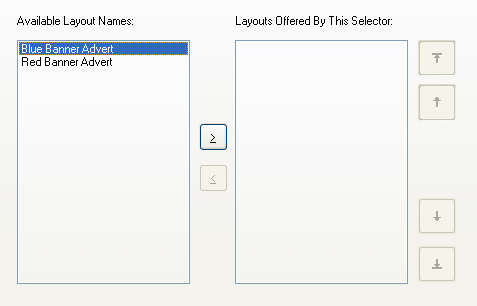 Available Layout Names:
Layouts Offered By This Selector:
Blue Banner Advert
Red Banner Advert
>
<